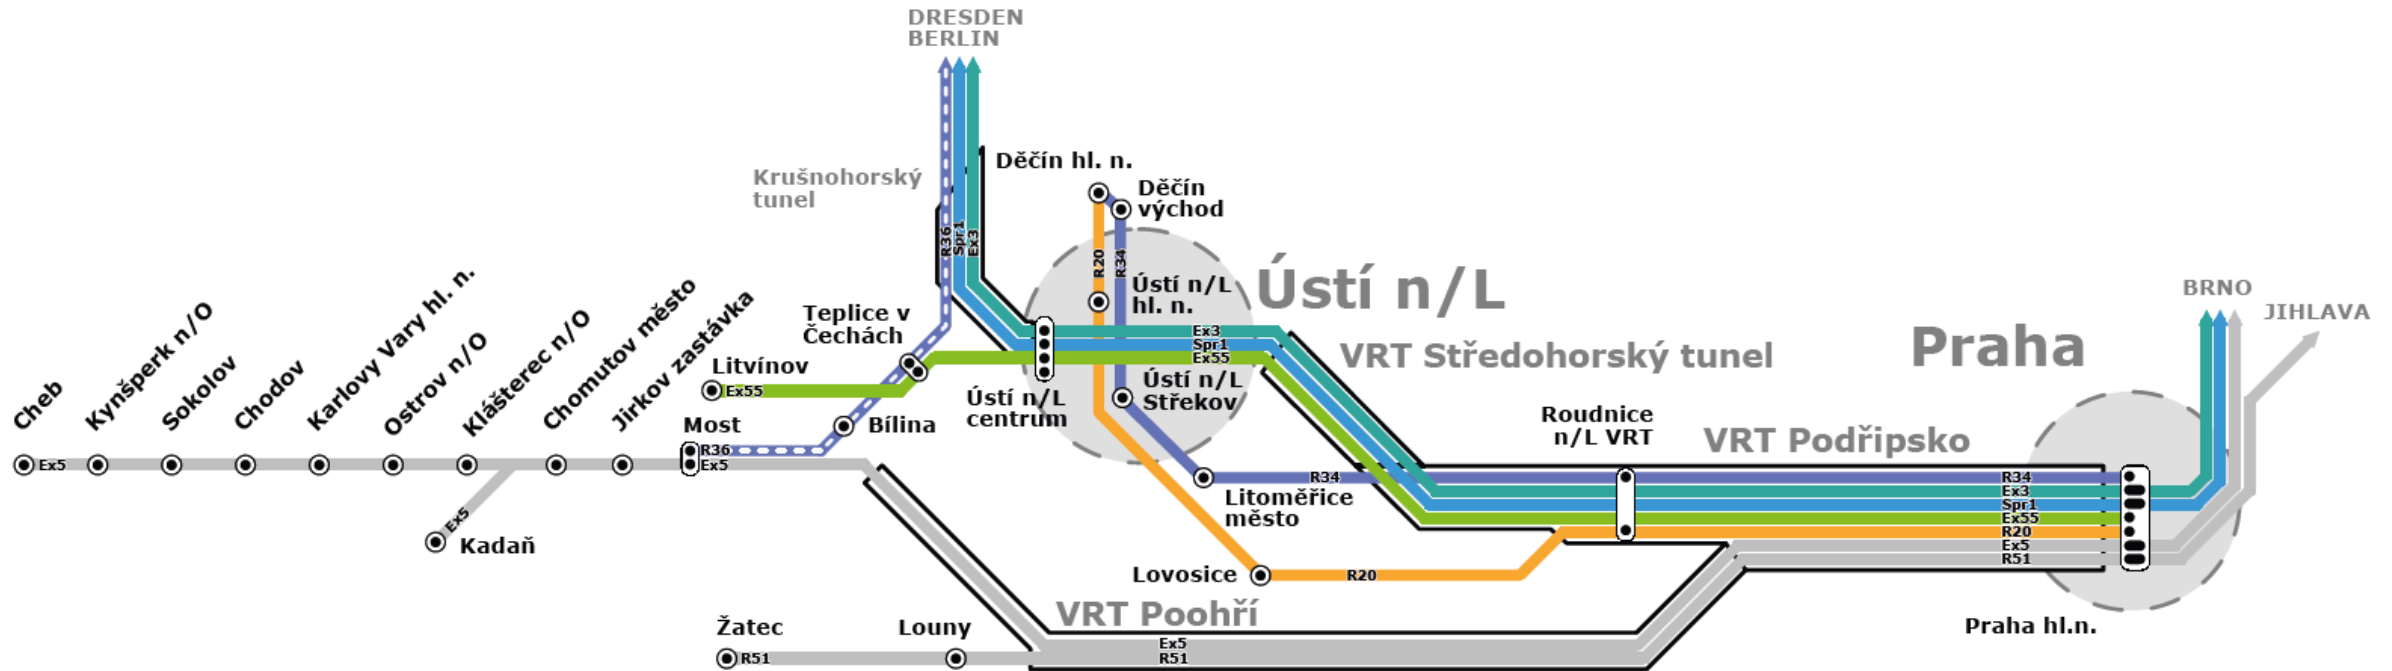 DRESDEN
BERLIN
Krušnohorský
tunel
Děčín hl. n.
Děčín
východ
R36
Spr1
Ex3
R20
R34
Ústí n/L
hl. n.
Ústí n/L
BRNO
JIHLAVA
Teplice v
Čechách
Ex3
Spr1
Ex55
VRT Středohorský tunel
Praha
Litvínov
Ex55
Ústí n/L
centrum
Ústí n/L
Střekov
Cheb
Kynšperk n/O
Sokolov
Chodov
Karlovy Vary hl. n.
Ostrov n/O
Klášterec n/O
Chomutov město
Jirkov zastávka
Most
R36
Ex5
Bílina
Roudnice
n/L VRT
VRT Podřipsko
Ex5
R34
Litoměřice
město
R34
Ex3
Spr1
Ex55
R20
Ex5
R51
Ex5
Kadaň
Lovosice
R20
VRT Poohří
Žatec
R51
Louny
Ex5
R51
Praha hl.n.